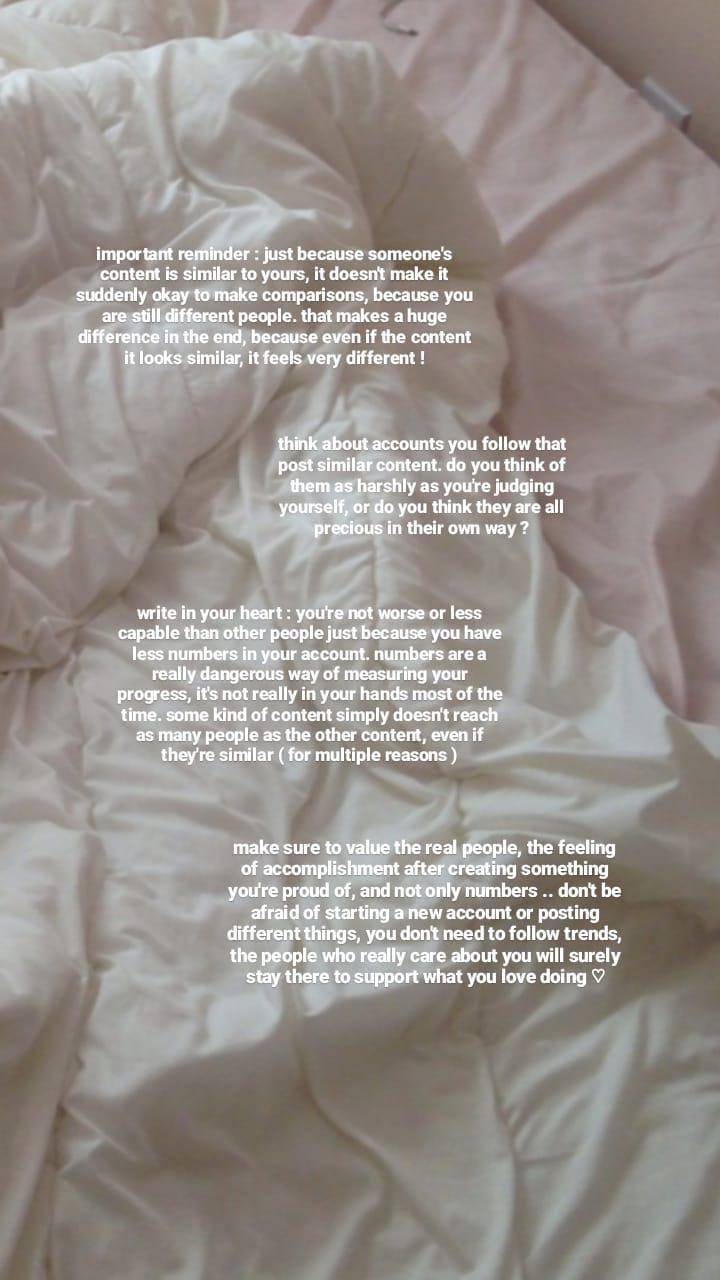 important reminder : just because someone's
content is similar to yours, it doesn't make it
suddenly okay to make comparisons, because you
are still different people. that makes a huge
difference in the end, because even if the content
it looks similar, it feels very different !
think about accounts you follow that
post similar content. do you think of
them as harshly as you're judging
yourself, or do you think they are all
precious in their own way ?
write in your heart : you're not worse or less
capable than other people just because you have
less numbers in your account. numbers are a
really dangerous way of measuring your
progress, it's not really in your hands most of the
time. some kind of content simply doesn't reach
as many people as the other content, even if
they're similar ( for multiple reasons )
make sure to value the real people, the feeling
of accomplishment after creating something
you're proud of, and not only numbers .. don't be
afraid of starting a new account or posting
different things, you don't need to follow trends,
the people who really care about you will surely
stay there to support what you love doing ♡